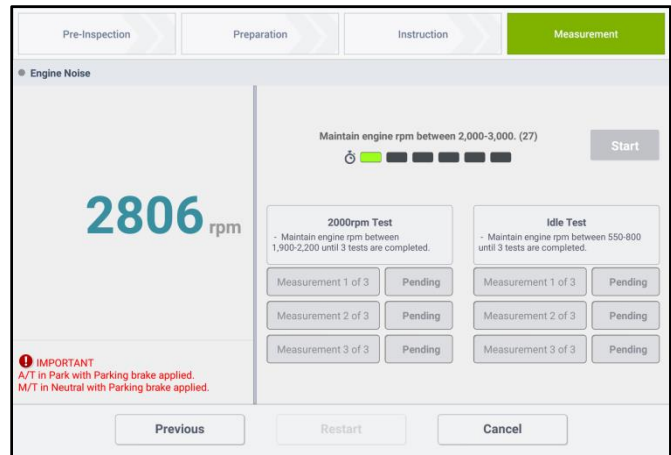 Pre-Inspection
Preparation
Instruction
Measurement
Engine Noise
2806 rpm
IMPORTANT
A/T in Park with Parking brake applied.
M/T in Neutral with Parking brake applied.
Maintain engine rpm between 2,000-3,000. (27)
Start
2000rpm Test
- Maintain engine rpm between
1,900-2,200 until 3 tests are completed.
Measurement 1 of 3 Pending
Measurement 2 of 3 Pending
Measurement 3 of 3 Pending
Idle Test
- Maintain engine rpm between 550-800
until 3 tests are completed.
Measurement 1 of 3 Pending
Measurement 2 of 3 Pending
Measurement 3 of 3 Pending
Previous
Restart
Cancel